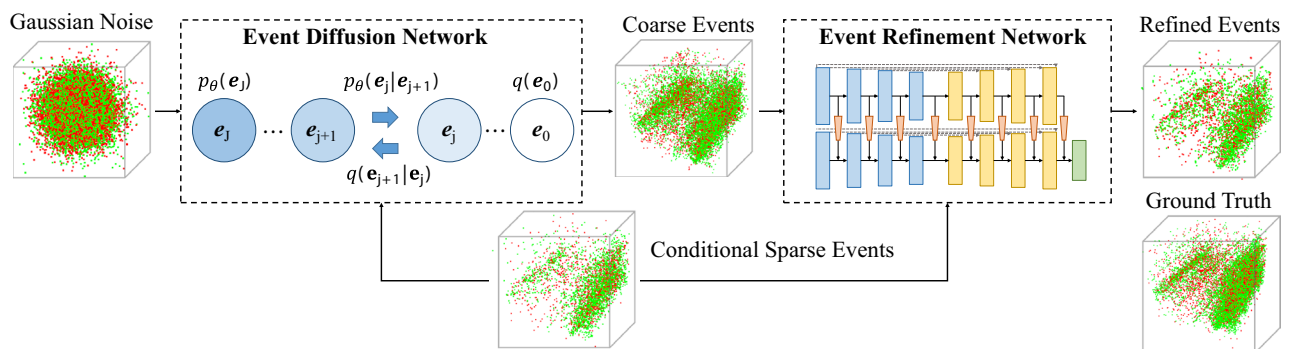 Gaussian Noise
Event Diffusion Network
Coarse Events
Event Refinement Network
Refined Events
pθ(eJ)
pθ(ej|ej+1)
q(e0)
eJ
...
ej+1
ej
...
e0
q(ej+1|ej)
Ground Truth
Conditional Sparse Events